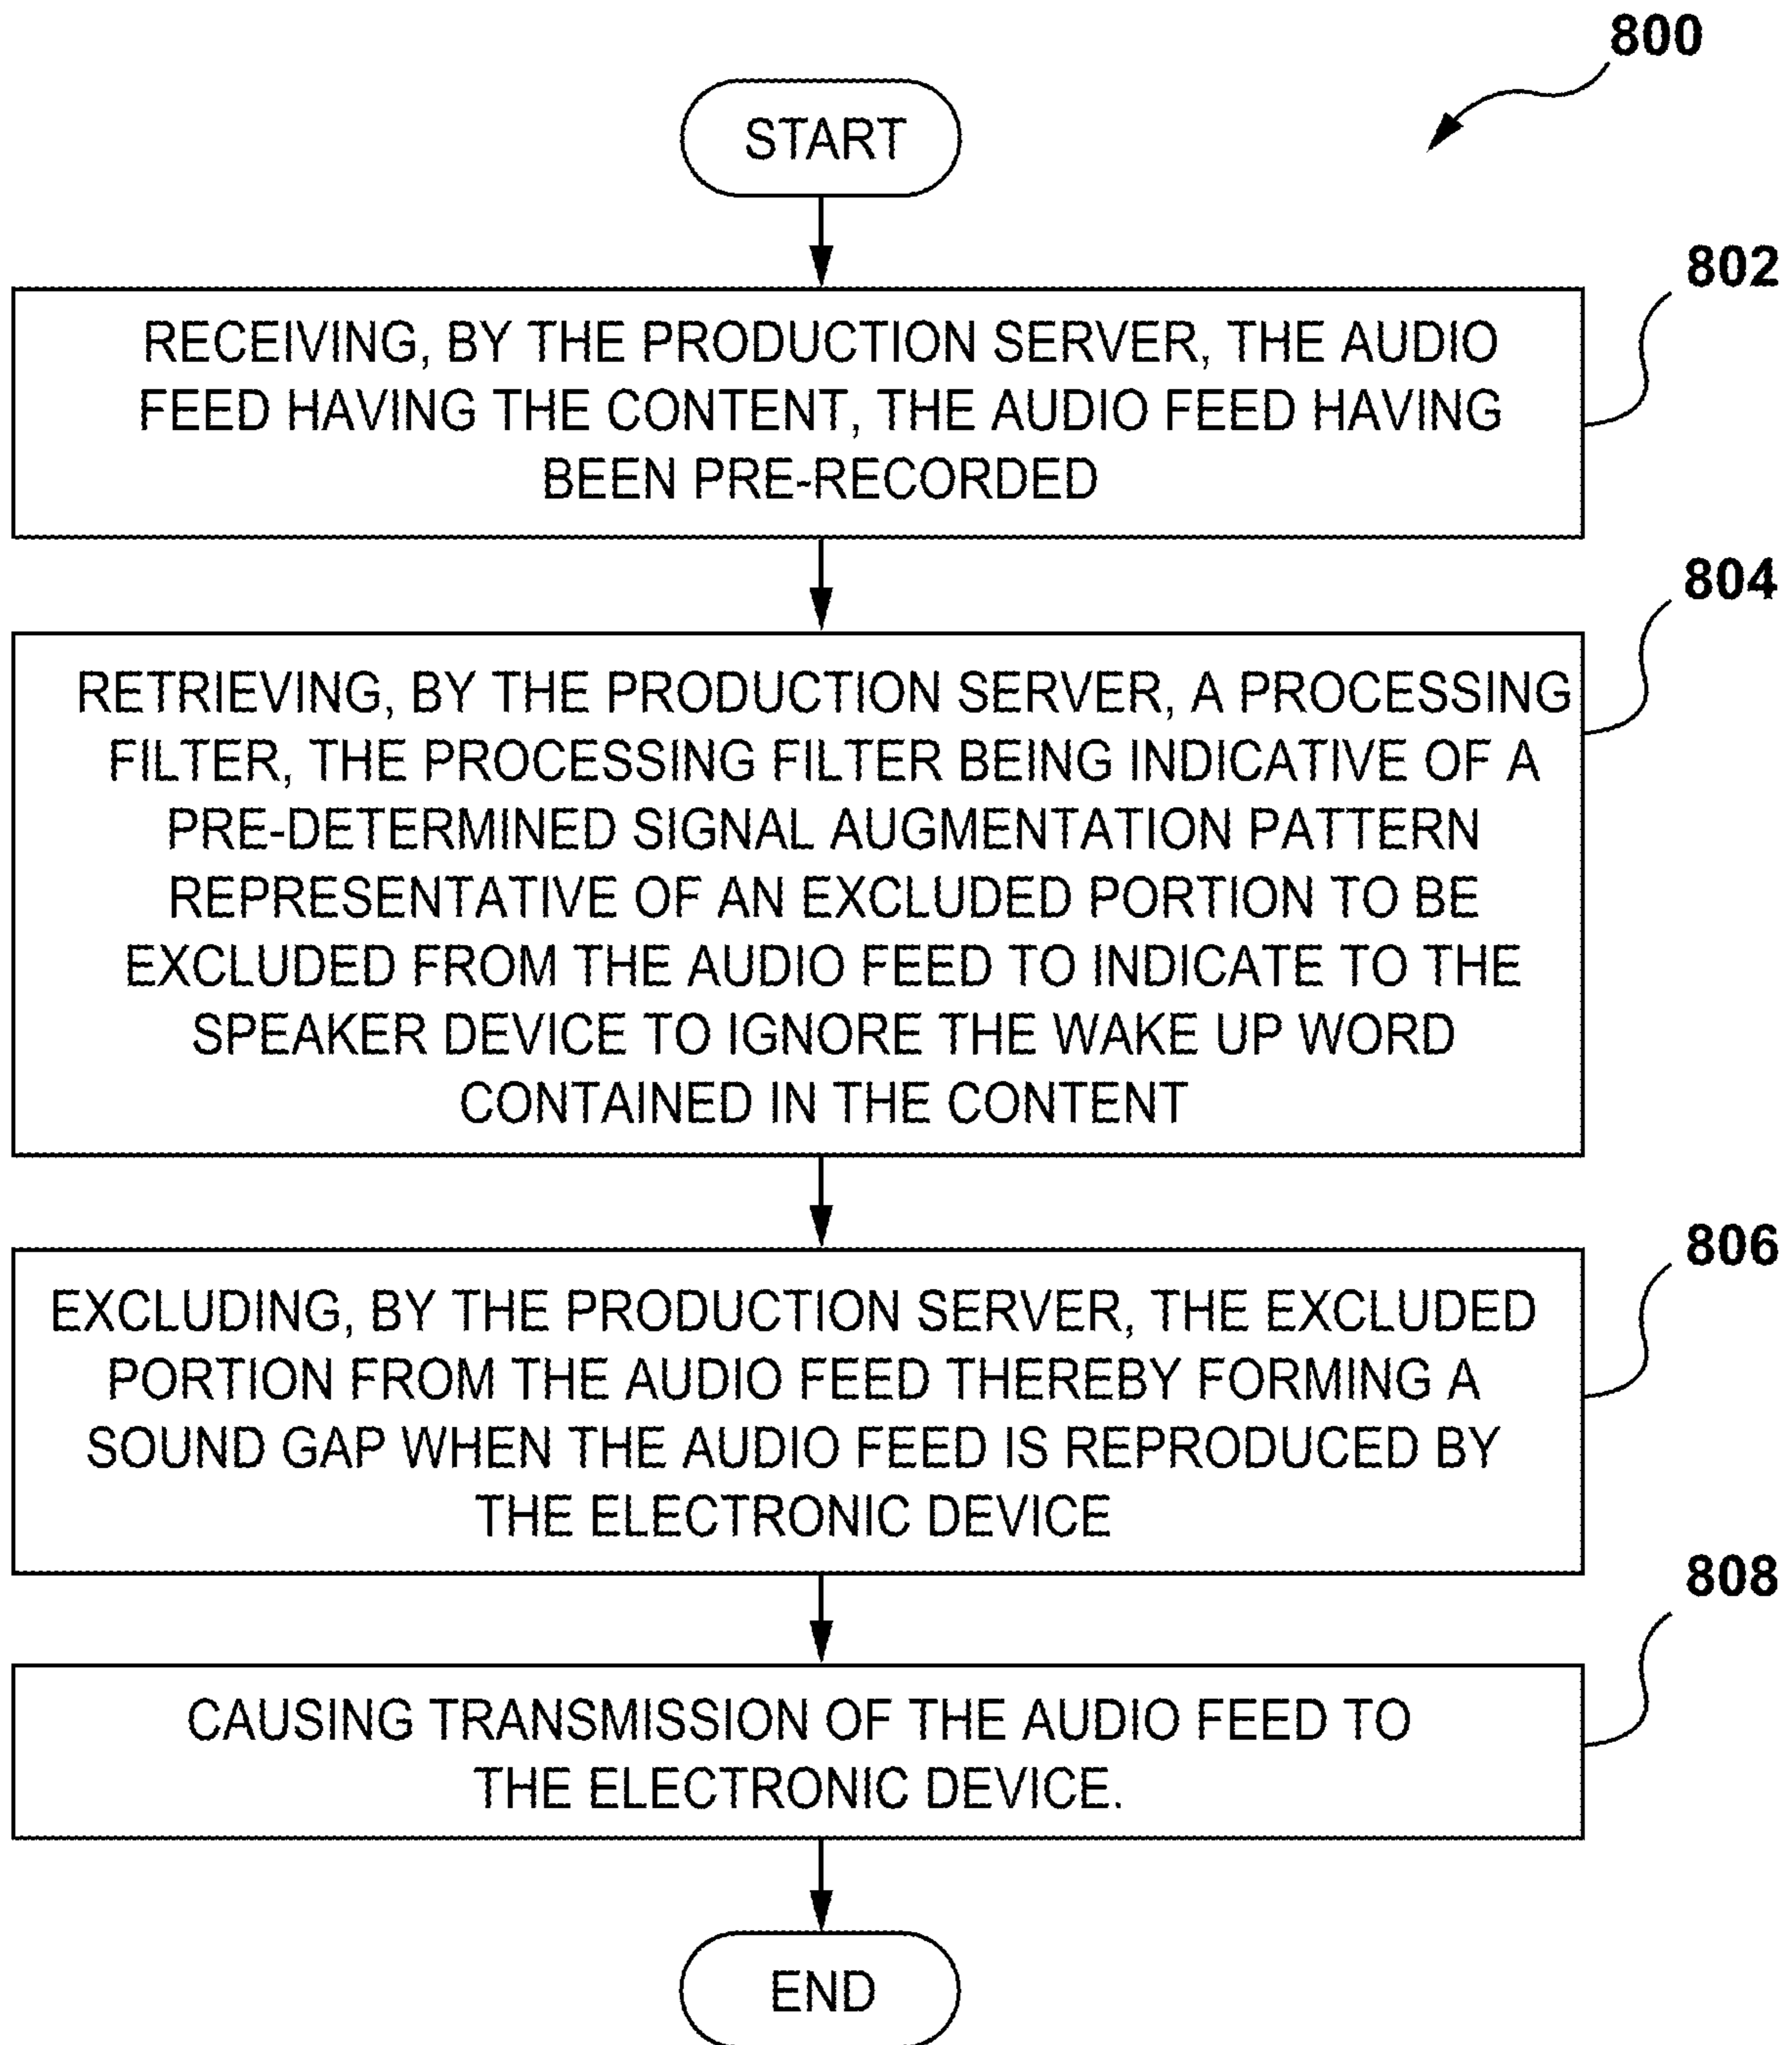 800
START
802
RECEIVING, BY THE PRODUCTION SERVER, THE AUDIO
FEED HAVING THE CONTENT, THE AUDIO FEED HAVING
BEEN PRE-RECORDED
804
RETRIEVING, BY THE PRODUCTION SERVER, A PROCESSING
FILTER, THE PROCESSING FILTER BEING INDICATIVE OF A
PRE-DETERMINED SIGNAL AUGMENTATION PATTERN
REPRESENTATIVE OF AN EXCLUDED PORTION TO BE
EXCLUDED FROM THE AUDIO FEED TO INDICATE TO THE
SPEAKER DEVICE TO IGNORE THE WAKE UP WORD
CONTAINED IN THE CONTENT
806
EXCLUDING, BY THE PRODUCTION SERVER, THE EXCLUDED
PORTION FROM THE AUDIO FEED THEREBY FORMING A
SOUND GAP WHEN THE AUDIO FEED IS REPRODUCED BY
THE ELECTRONIC DEVICE
808
CAUSING TRANSMISSION OF THE AUDIO FEED TO
THE ELECTRONIC DEVICE.
END